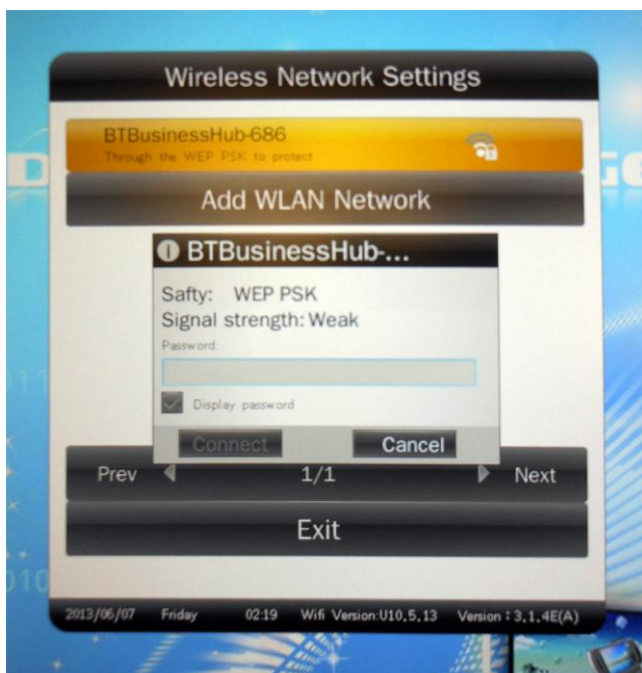 Wireless Network Settings
BTBusinessHub-686
Through the WEP PSK to protect
Add WLAN Network
BTBusinessHub-...
Safty: WEP PSK
Signal strength: Weak
Password:
Display password
Connect Cancel
Prev 1/1 Next
Exit
2013/06/07 Friday 02:19 Wifi Version:U10,5,13 Version : 3,1,4E(A)